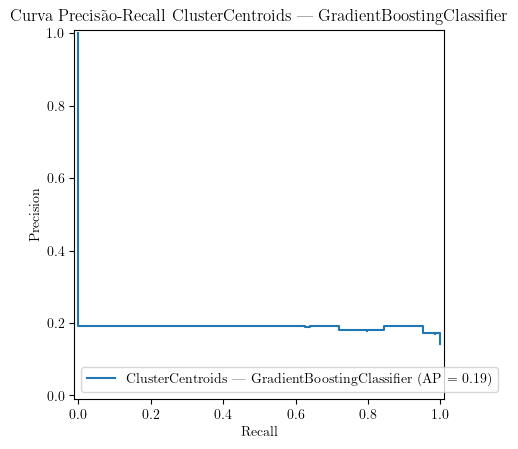 Curva Precisão-Recall ClusterCentroids — GradientBoostingClassifier
1.0
0.8
0.6
0.4
0.2
0.0
Precision
ClusterCentroids — GradientBoostingClassifier (AP = 0.19)
0.0 0.2 0.4 0.6 0.8 1.0
Recall